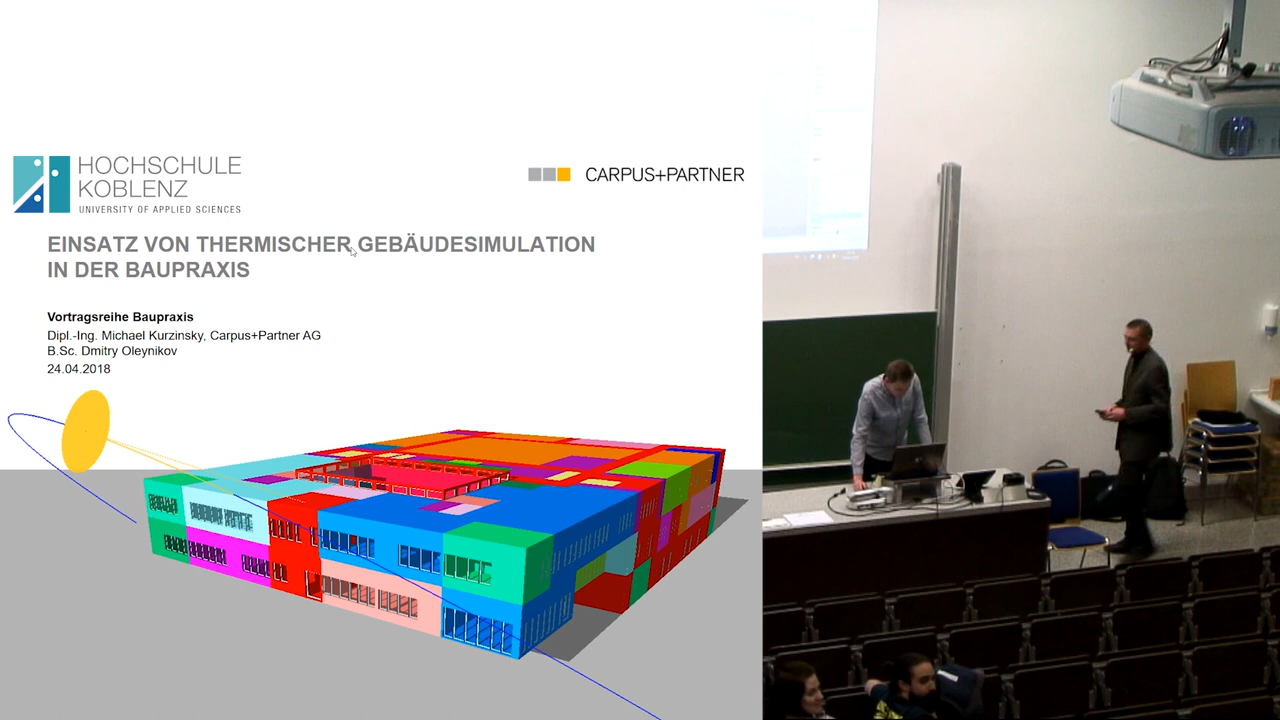 HOCHSCHULE
KOBLENZ
UNIVERSITY OF APPLIED SCIENCES
CARPUS+PARTNER
EINSATZ VON THERMISCHER GEBÄUDESIMULATION
IN DER BAUPRAXIS
Vortragsreihe Baupraxis
Dipl.-Ing. Michael Kurzinsky, Carpus+Partner AG
B.Sc. Dmitry Oleynikov
24.04.2018